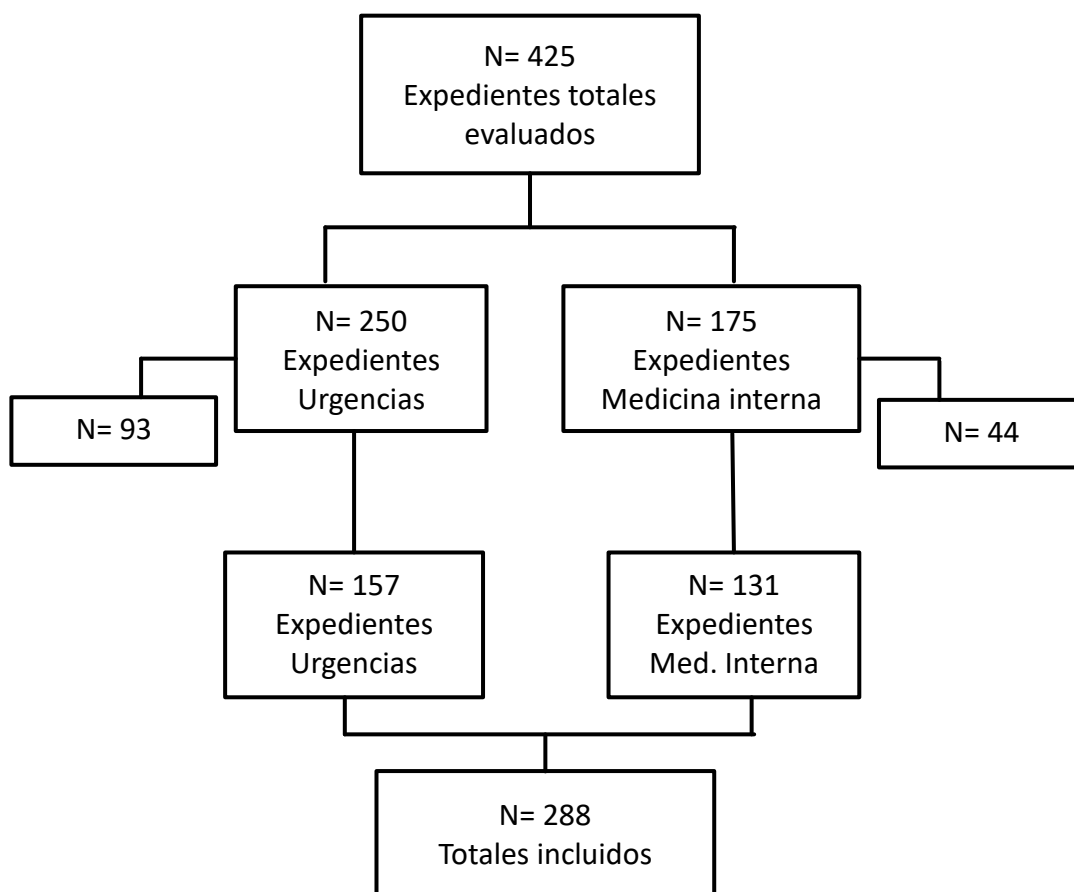 N= 425
Expedientes totales
evaluados
N= 250
Expedientes
Urgencias
N= 175
Expedientes
Medicina interna
N= 93
N= 44
N= 157
Expedientes
Urgencias
N= 131
Expedientes
Med. Interna
N= 288
Totales incluidos